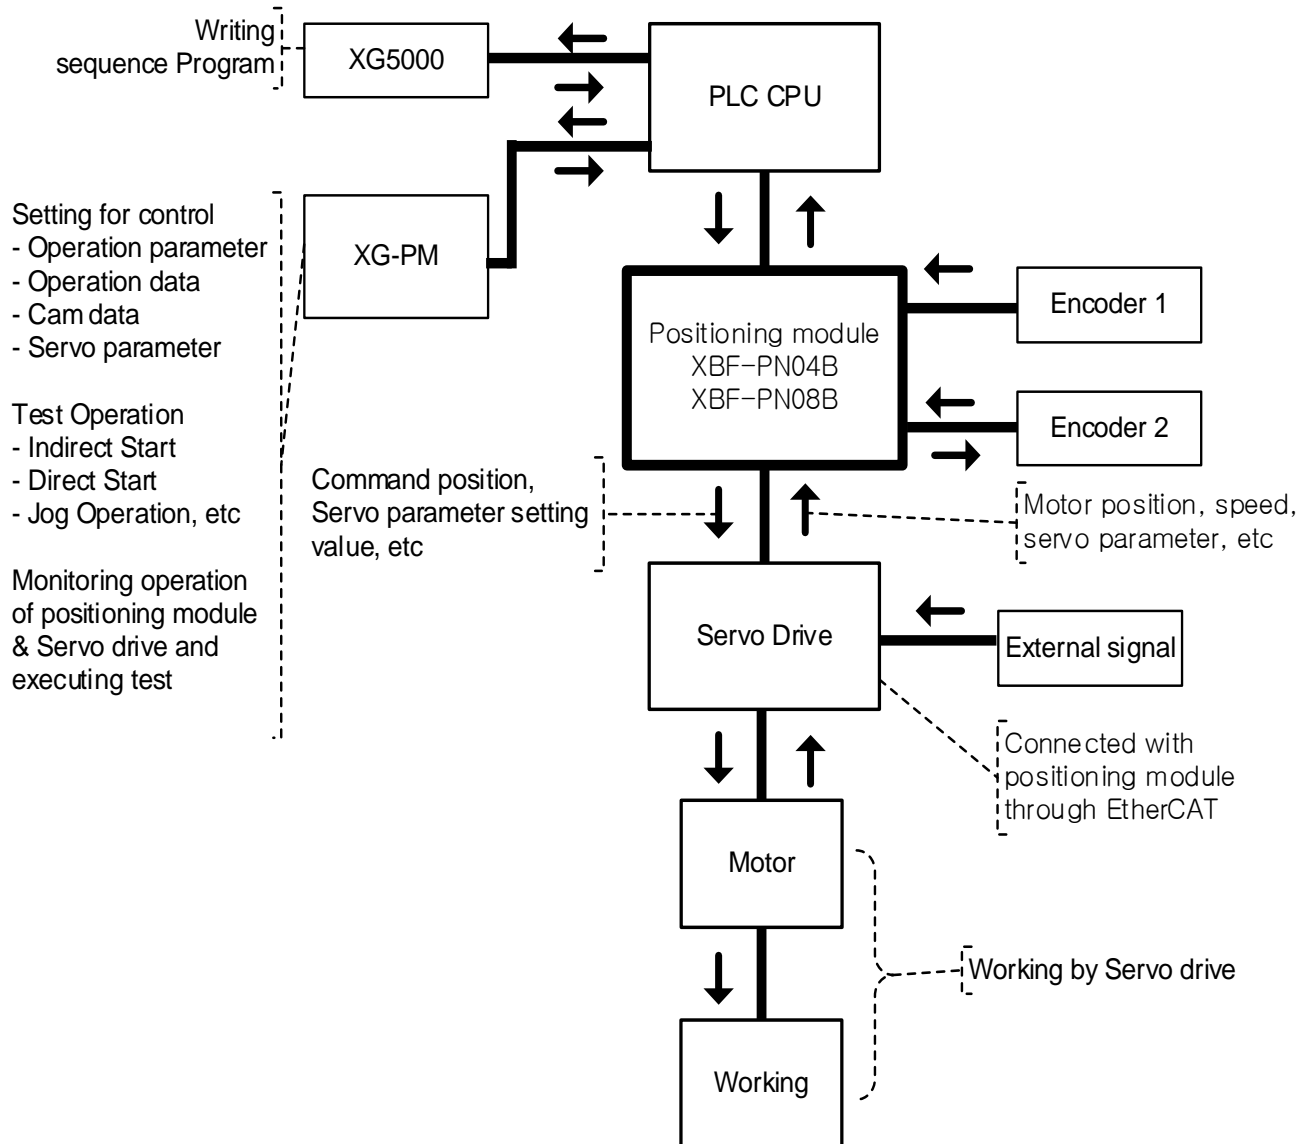 Writing
sequence Program
XG5000
PLC CPU
Setting for control
- Operation parameter
- Operation data
- Cam data
- Servo parameter
XG-PM
Test Operation
- Indirect Start
- Direct Start
- Jog Operation, etc
Monitoring operation
of positioning module
& Servo drive and
executing test
Positioning module
XBF-PN04B
XBF-PN08B
Encoder 1
Encoder 2
Command position,
Servo parameter setting
value, etc
Motor position, speed,
servo parameter, etc
Servo Drive
External signal
Connected with
positioning module
through EtherCAT
Motor
Working by Servo drive
Working